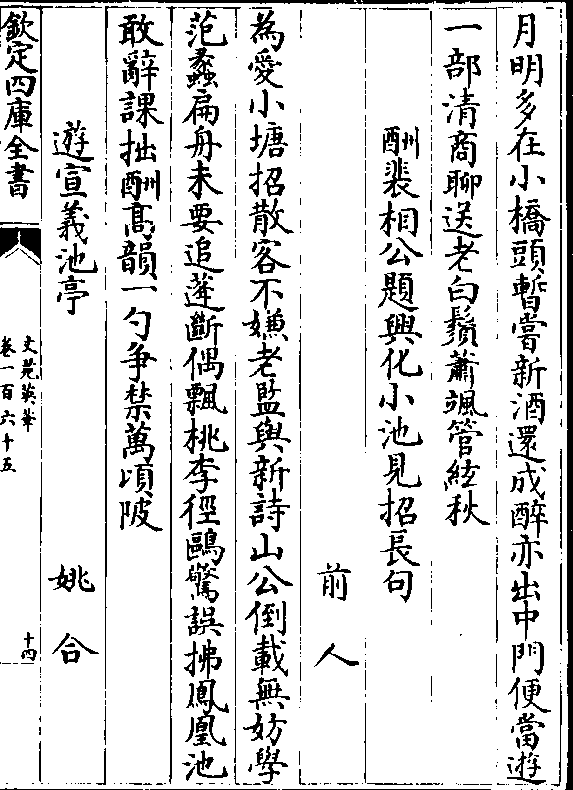 月明多在小橋頭暫嘗新酒還成醉亦出中門便當遊
一部清商聊送老白鬚蕭颯管絃秋
酬裴相公題興化小池見招長句
前人
為愛小塘招散客不嫌老監與新詩山公倒載無妨學
范蠡扁舟未要追蓬斷偶飄桃李徑鷗驚誤拂鳳凰池
敢辭課拙酬髙韻一勺争禁萬頃陂
遊宣義池亭
姚合
欽定四庫全書
文苑英華
卷一百六十五
十四